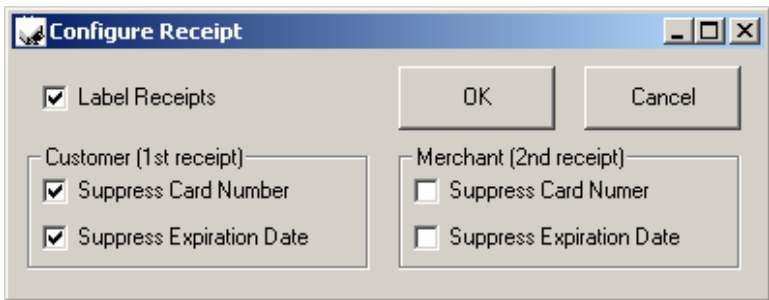 Configure Receipt
Label Receipts
OK
Cancel
Customer (1st receipt)
Suppress Card Number
Suppress Expiration Date
Merchant (2nd receipt)
Suppress Card Numer
Suppress Expiration Date